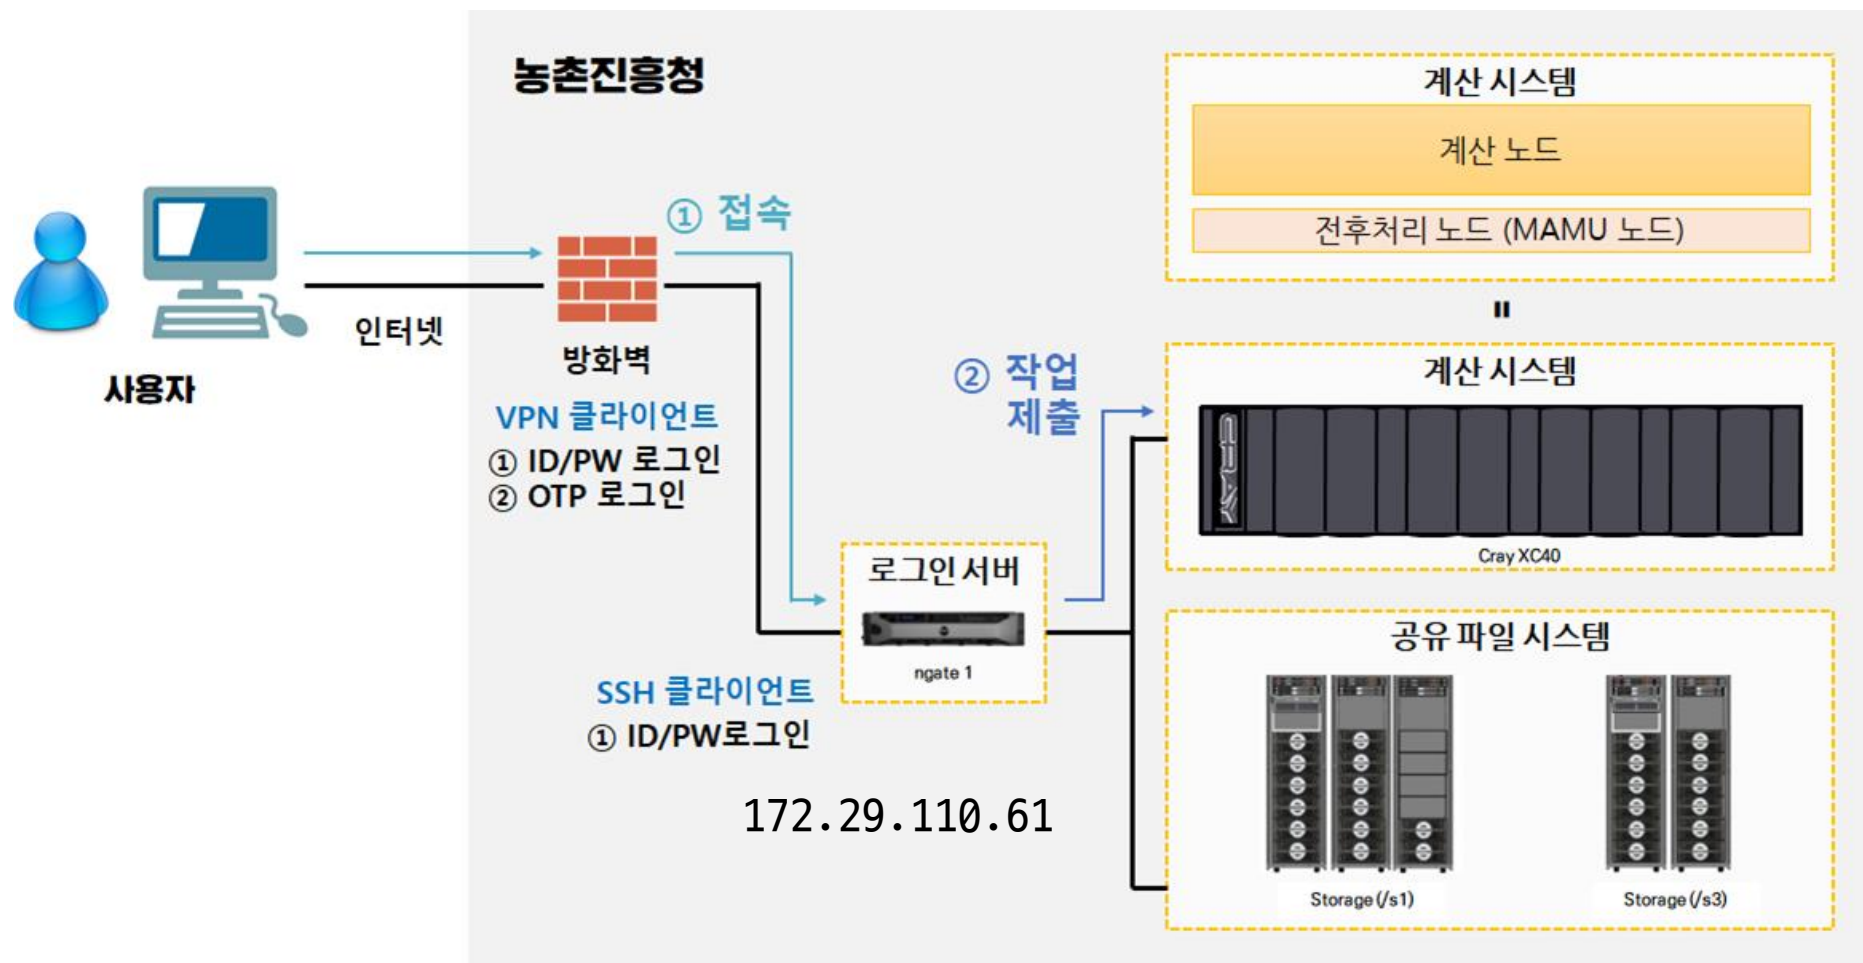 농촌진흥청
계산 시스템
계산 노드
전후처리 노드 (MAMU 노드)
=
① 접속
인터넷
사용자
방화벽
VPN 클라이언트
① ID/PW 로그인
② OTP 로그인
② 작업
제출
계산 시스템
CRAY
Cray XC40
로그인 서버
ngate 1
SSH 클라이언트
① ID/PW로그인
172.29.110.61
공유 파일 시스템
Storage(/s1)
Storage(/s3)